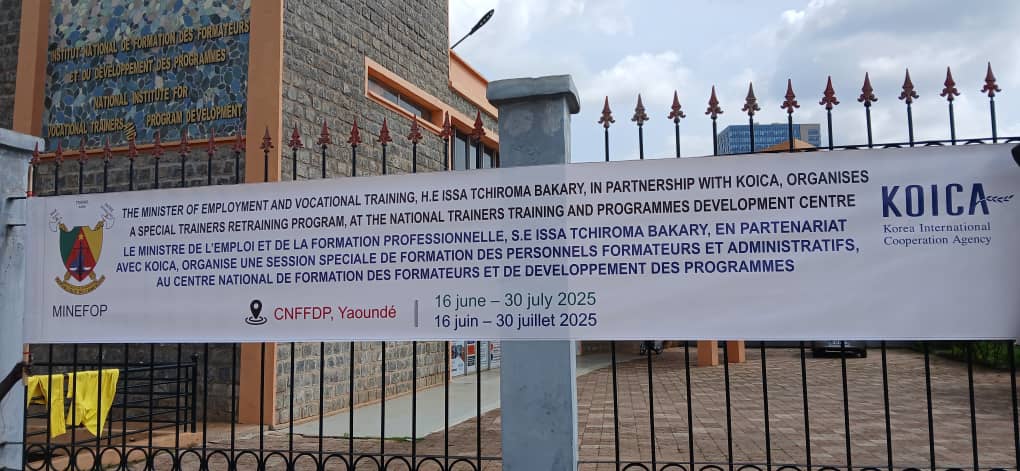 INSTITUT NATIONAL DE FORMATION DES FORMATEURS
ET DU DÉVELOPPEMENT DES PROGRAMMES
NATIONAL INSTITUTE FOR
VOCATIONAL TRAINERS PROGRAM DEVELOPMENT
THE MINISTER OF EMPLOYMENT AND VOCATIONAL TRAINING, H.E ISSA TCHIROMA BAKARY, IN PARTNERSHIP WITH KOICA, ORGANISES
A SPECIAL TRAINERS RETRAINING PROGRAM, AT THE NATIONAL TRAINERS TRAINING AND PROGRAMMES DEVELOPMENT CENTRE
LE MINISTRE DE L'EMPLOI ET DE LA FORMATION PROFESSIONNELLE, S.E ISSA TCHIROMA BAKARY, EN PARTENARIAT
AVEC KOICA, ORGANISE UNE SESSION SPECIALE DE FORMATION DES PERSONNELS FORMATEURS ET ADMINISTRATIFS,
AU CENTRE NATIONAL DE FORMATION DES FORMATEURS ET DE DEVELOPPEMENT DES PROGRAMMES
MINEFOP
CNFFDP, Yaoundé
16 june – 30 july 2025
16 juin – 30 juillet 2025
KOICA
Korea International
Cooperation Agency